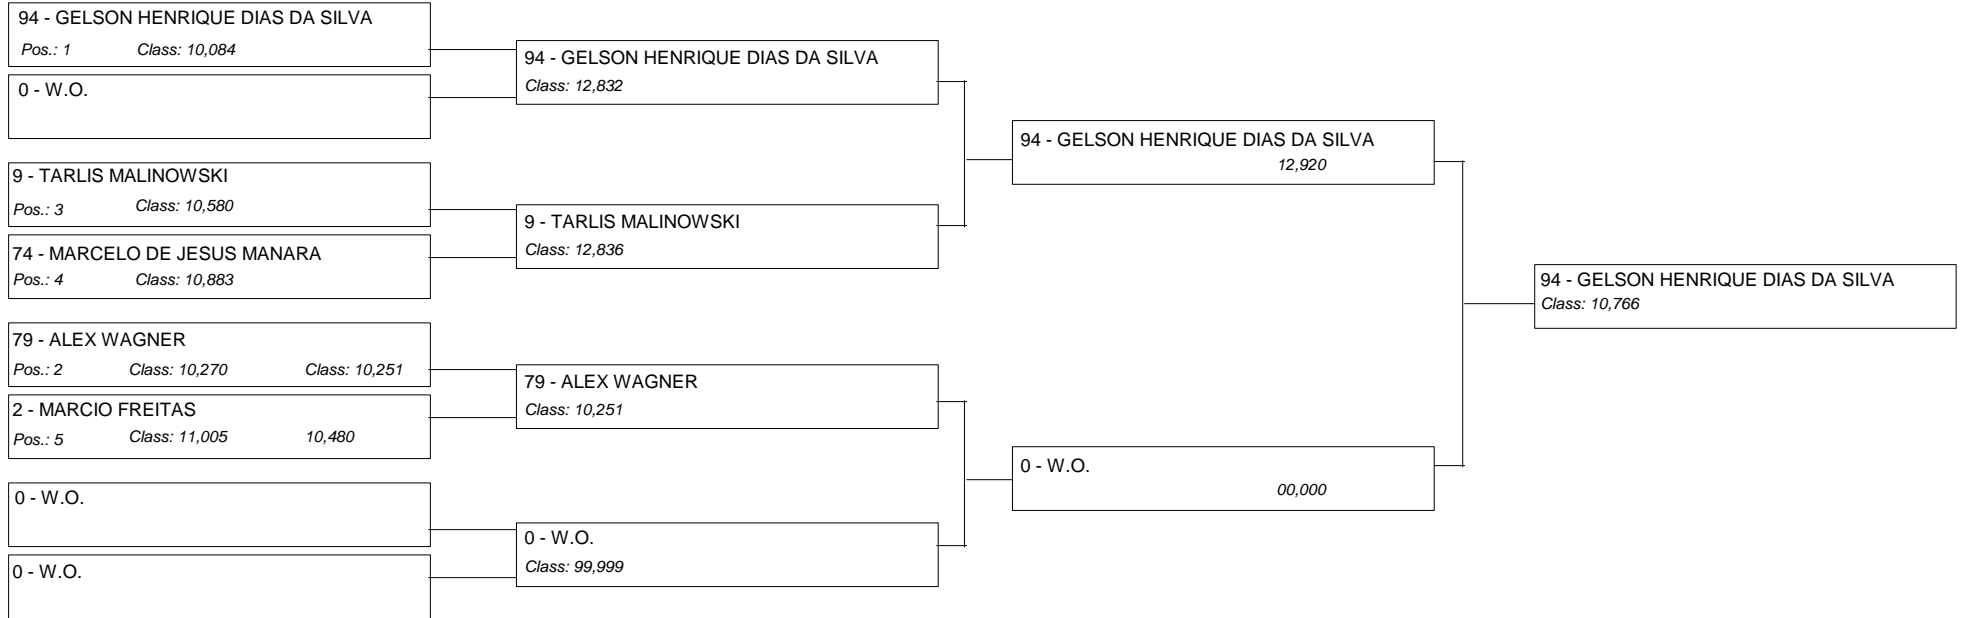 94 - GELSON HENRIQUE DIAS DA SILVA
Pos.: 1 Class: 10,084
0 - W.O.
9 - TARLIS MALINOWSKI
Pos.: 3 Class: 10,580
74 - MARCELO DE JESUS MANARA
Pos.: 4 Class: 10,883
79 - ALEX WAGNER
Pos.: 2 Class: 10,270 Class: 10,251
2 - MARCIO FREITAS
Pos.: 5 Class: 11,005 10,480
0 - W.O.
0 - W.O.
94 - GELSON HENRIQUE DIAS DA SILVA
Class: 12,832
9 - TARLIS MALINOWSKI
Class: 12,836
79 - ALEX WAGNER
Class: 10,251
0 - W.O.
Class: 99,999
94 - GELSON HENRIQUE DIAS DA SILVA
12,920
0 - W.O.
00,000
94 - GELSON HENRIQUE DIAS DA SILVA
Class: 10,766